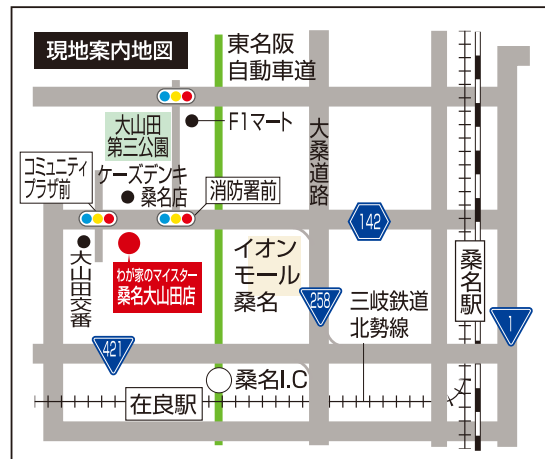 現地案内地図
東名阪
自動車道
大山田
第三公園
F1マート
大桑道路
コミュニティ
プラザ前
ケーズデンキ
桑名店
消防署前
142
大山田交番
わが家のマイスター
桑名大山田店
イオン
モール
桑名
258
三岐鉄道
北勢線
桑名駅
1
421
桑名I.C
在良駅